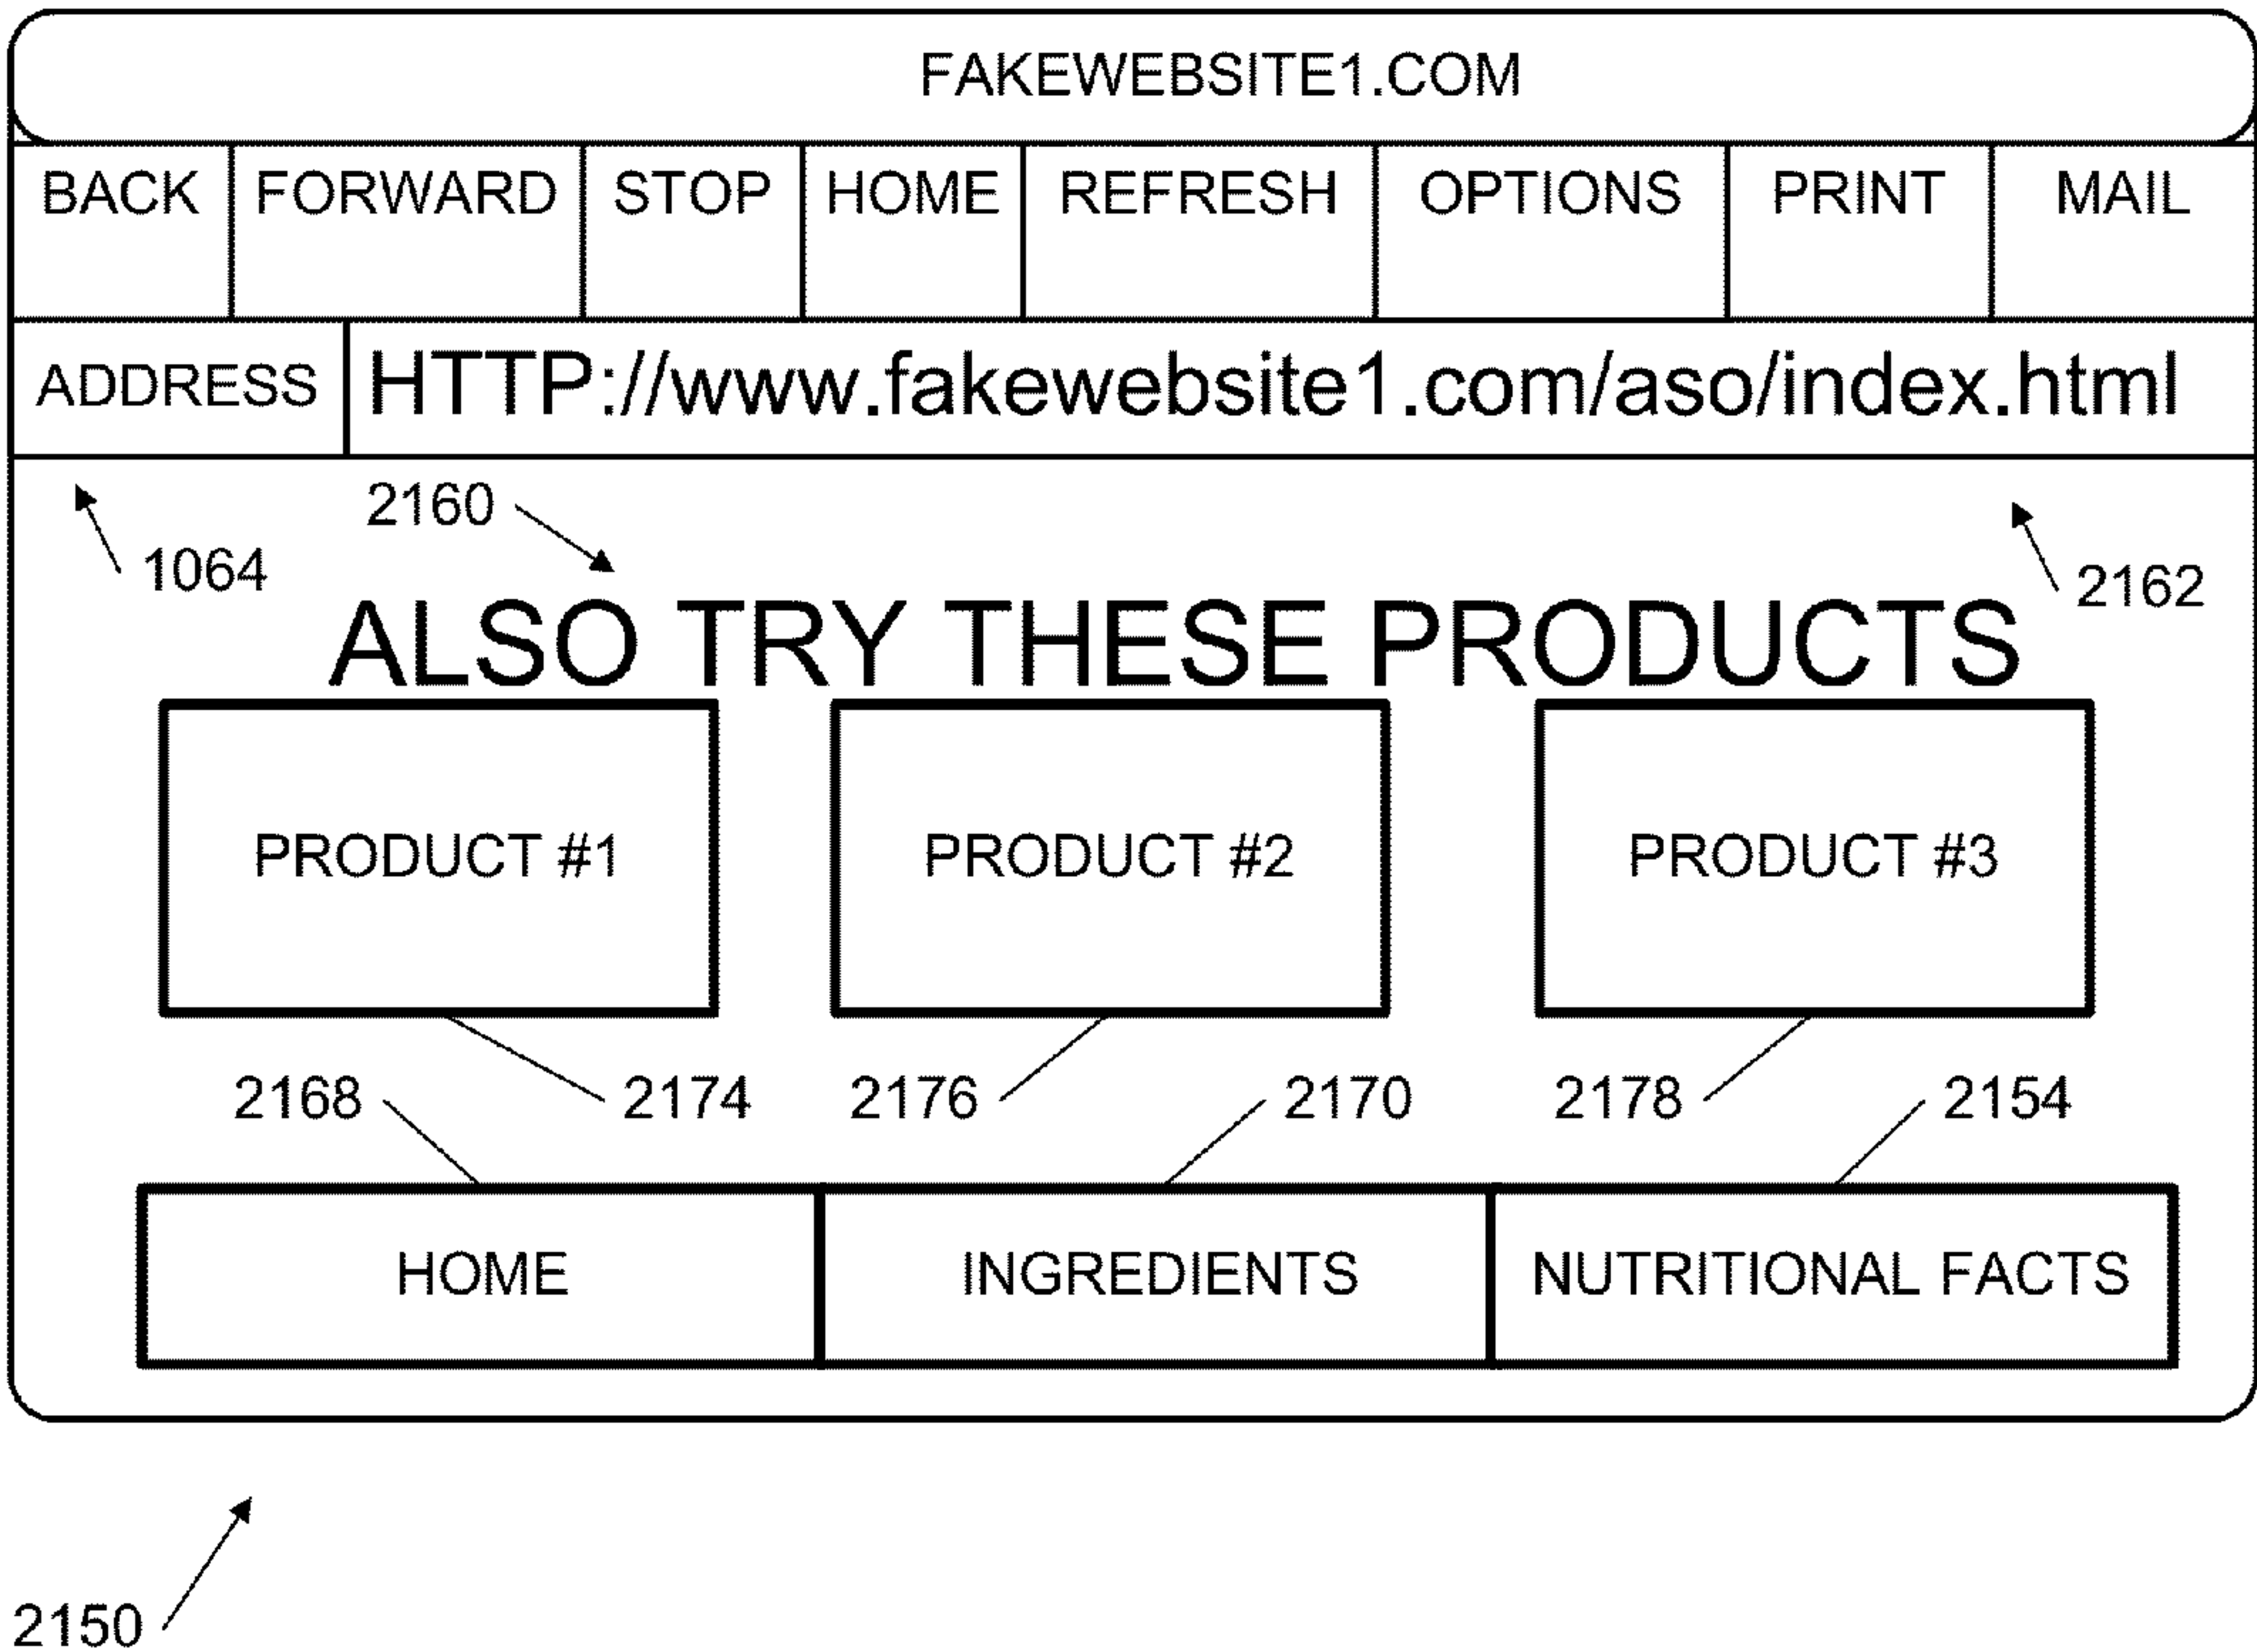 FAKEWEBSITE1.COM
BACK FORWARD STOP HOME REFRESH OPTIONS PRINT MAIL
ADDRESS HTTP://www.fakewebsite1.com/aso/index.html
2160
1064 2162
ALSO TRY THESE PRODUCTS
PRODUCT #1 PRODUCT #2 PRODUCT #3
2168 2174 2176 2170 2178 2154
HOME INGREDIENTS NUTRITIONAL FACTS
2150